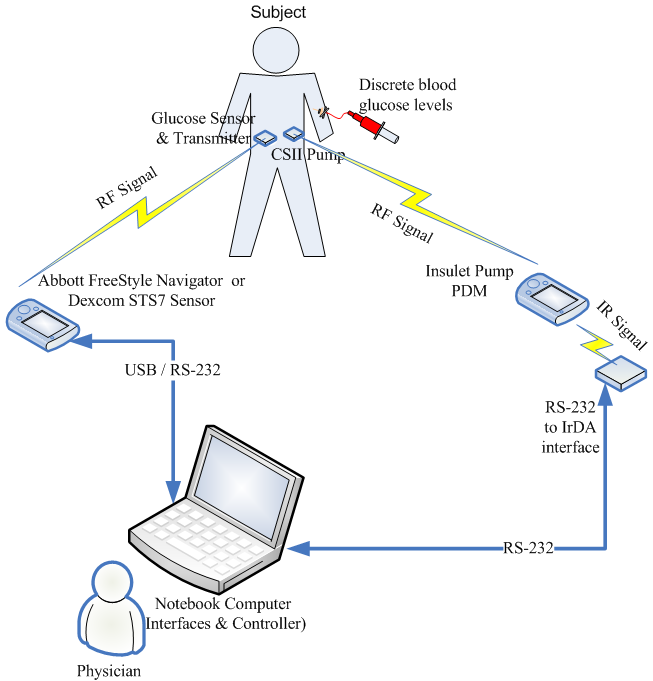 Subject
Discrete blood
glucose levels
Glucose Sensor
& Transmitter
CSII Pump
RF Signal
RF Signal
Abbott FreeStyle Navigator or
Dexcom STS7 Sensor
Insulet Pump
PDM
IR Signal
USB / RS-232
RS-232
to IrDA
interface
RS-232
Notebook Computer
Interfaces & Controller)
Physician